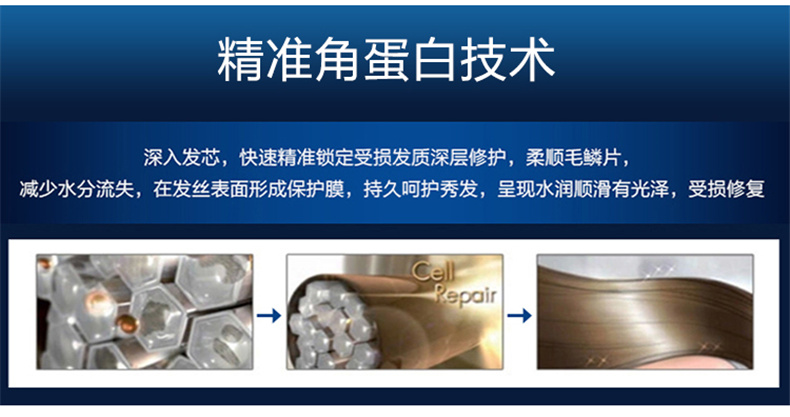 精准角蛋白技术
深入发芯，快速精准锁定受损发质深层修护，柔顺毛鳞片，
减少水分流失，在发丝表面形成保护膜，持久呵护秀发，呈现水润顺滑有光泽，受损修复
Cell
Repair